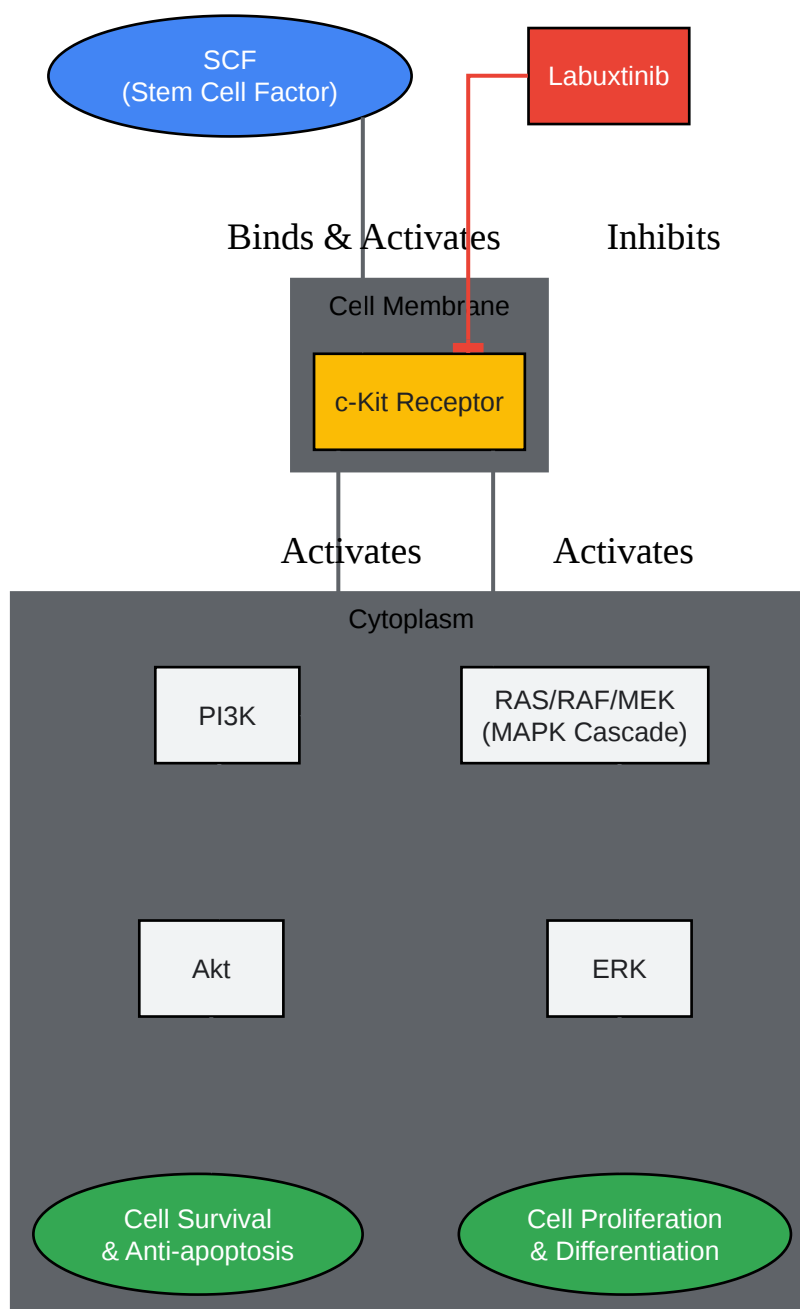 SCF
(Stem Cell Factor)
Labuxtinib
Binds & Activates
Inhibits
Cell Membrane
c-Kit Receptor
Activates
Activates
Cytoplasm
PI3K
RAS/RAF/MEK
(MAPK Cascade)
Akt
ERK
Cell Survival
& Anti-apoptosis
Cell Proliferation
& Differentiation